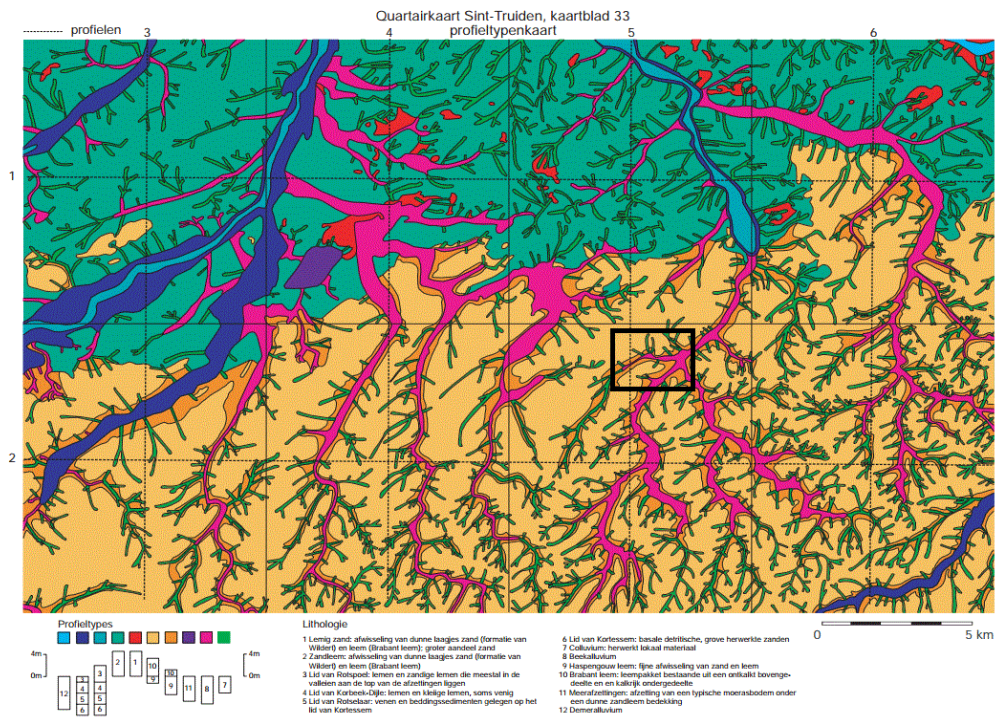 Quartairkaart Sint-Truiden, kaartblad 33
profielen
profieltypenkaart
3 4 5 6
1
2
Profieltypes
4m
0m
12
3
4
5
6
3
4
5
6
2
1
10
9
10
9
11
8
7
4m
0m
Lithologie
1 Lemig zand: afwisseling van dunne laagjes zand (formatie van
Wildert) en leem (Brabant leem); groter aandeel zand
2 Zandleem: afwisseling van dunne laagjes zand (formatie van
Wildert) en leem (Brabant leem)
3 Lid van Rotspoel: lemen en zandige lemen die meestal in de
valleien aan de top van de afzettingen liggen
4 Lid van Korbeek-Dijle: lemen en kleiige lemen, soms venig
5 Lid van Rotselaar: venen en beddingssedimenten gelegen op het
lid van Kortessem
6 Lid van Kortessem: basale detritische, grove herwerkte zanden
7 Colluvium: herwerkt lokaal materiaal
8 Beekalluvium
9 Haspengouw leem: fijne afwisseling van zand en leem
10 Brabant leem: leempakket bestaande uit een ontkalkt bovenge-
deelte en een kalkrijk ondergedeelte
11 Meerafzettingen: afzetting van een typische moerasbodem onder
een dunne zandleem bedekking
12 Demeralluvium
0 5 km